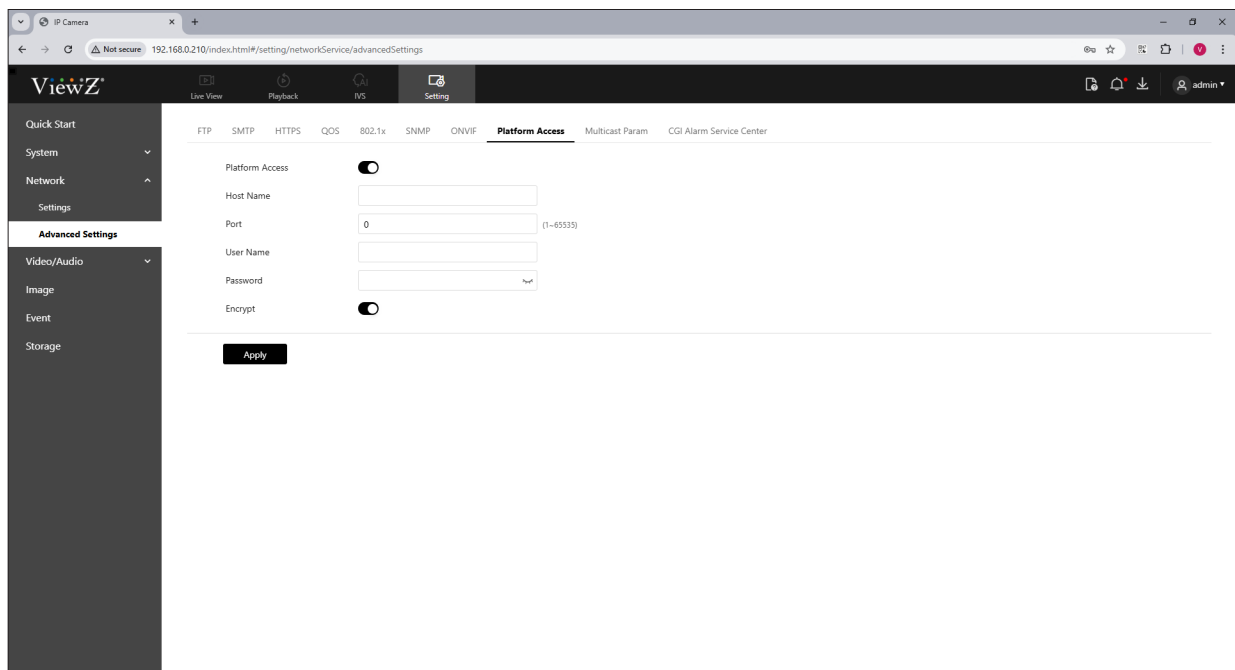 IP Camera
Not secure 192.168.0.210/index.html#/setting/networkService/advancedSettings
V
ViewZ
Live View Playback IVS Setting
admin
Quick Start
System
Network
Settings
Advanced Settings
Video/Audio
Image
Event
Storage
FTP SMTP HTTPS QOS 802.1x SNMP ONVIF Platform Access Multicast Param CGI Alarm Service Center
Platform Access
Host Name
Port 0 (1~65535)
User Name
Password
Encrypt
Apply